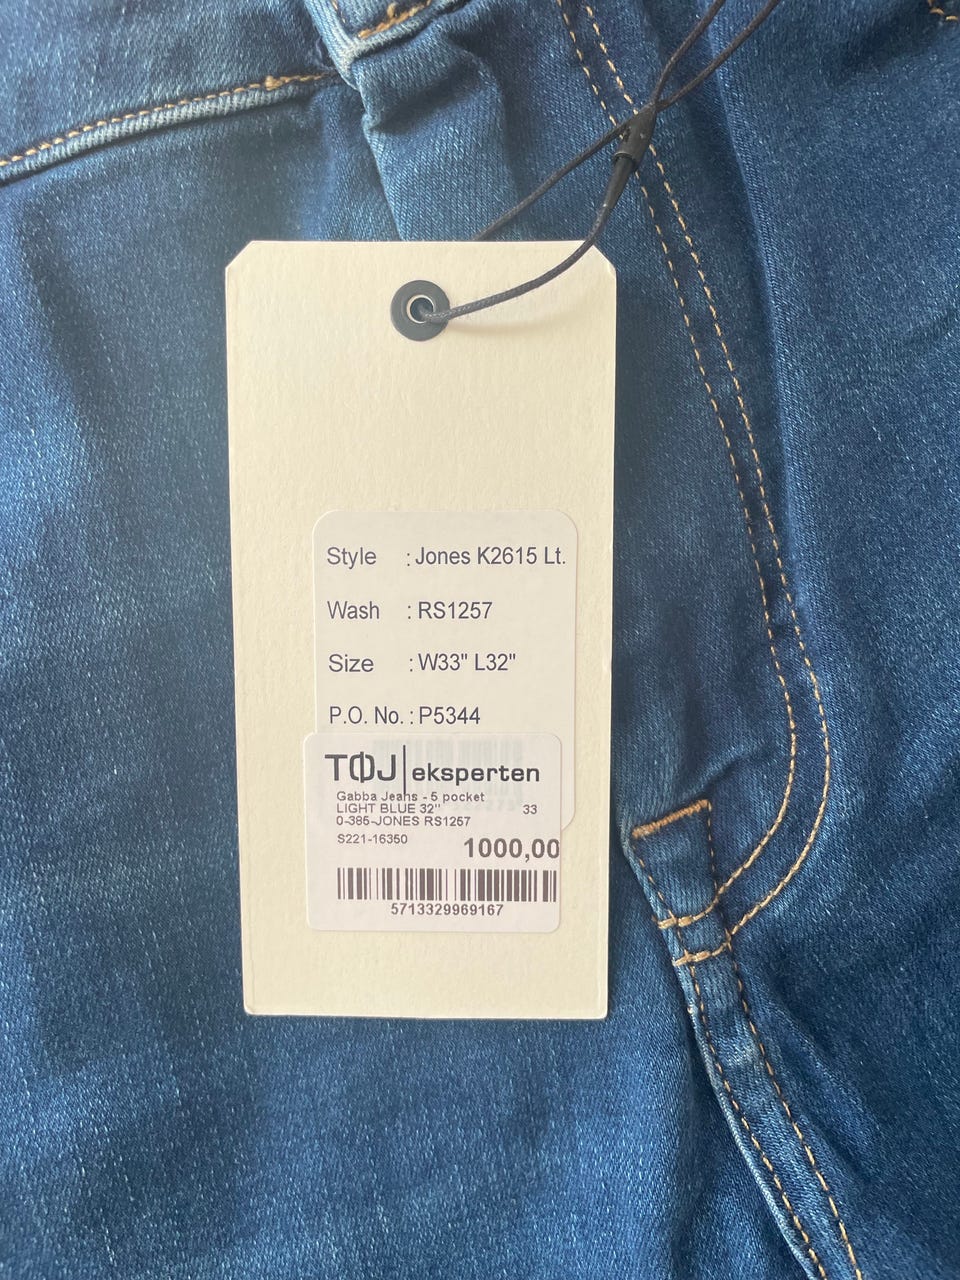 Style : Jones K2615 Lt.
Wash : RS1257
Size : W33" L32"
P.O. No. : P5344
TØJ|eksperten
Gabba Jeans - 5 pocket
LIGHT BLUE 32" 33
0-385-JONES RS1257
S221-16350
1000,00
5713329969167